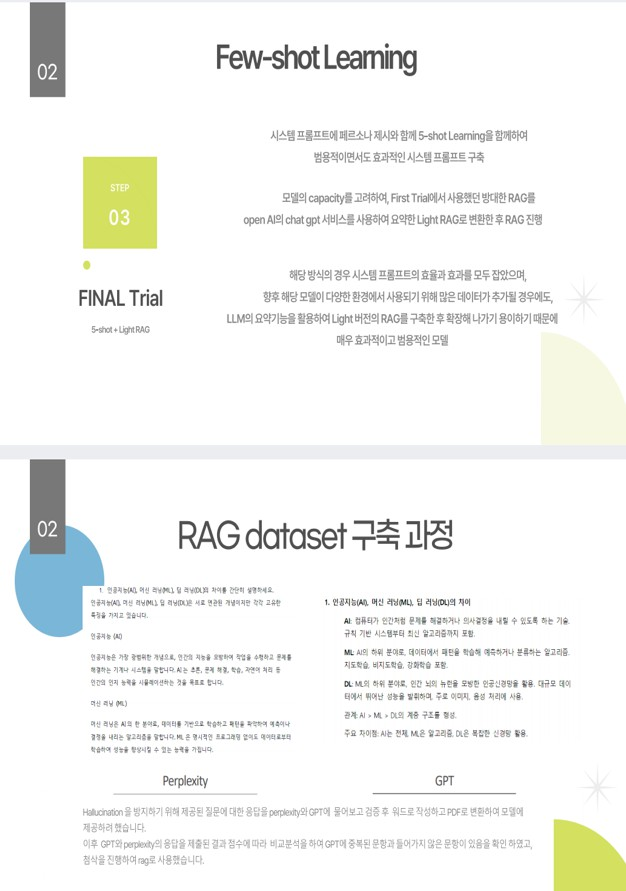 02
Few-shot Learning
시스템 프롬프트에 페르소나 제시와 함께 5-shot Learning을 함께하여
범용적이면서도 효과적인 시스템 프롬프트 구축
STEP
03
모델의 capacity를 고려하여, First Trial에서 사용했던 방대한 RAG를
open AI의 chat gpt 서비스를 사용하여 요약한 Light RAG로 변환한 후 RAG 진행
FINAL Trial
5-shot + Light RAG
해당 방식의 경우 시스템 프롬프트의 효율과 효과를 모두 잡았으며,
향후 해당 모델이 다양한 환경에서 사용되기 위해 많은 데이터가 추가될 경우에도,
LLM의 요약기능을 활용하여 Light 버전의 RAG를 구축한 후 확장해 나가기 용이하기 때문에
매우 효과적이고 범용적인 모델
02
RAG dataset 구축 과정
1. 인공지능(AI), 머신 러닝(ML), 딥 러닝(DL)의 차이를 간단히 설명하세요.
인공지능(AI), 머신 러닝(ML), 딥 러닝(DL)은 서로 연관된 개념이지만 각각 고유한
특징을 가지고 있습니다.
인공지능 (AI)
인공지능은 가장 광범위한 개념으로, 인간의 지능을 모방하여 작업을 수행하고 문제를
해결하는 기계나 시스템을 말합니다. AI는 추론, 문제 해결, 학습, 자연어 처리 등
인간의 인지 능력을 시뮬레이션하는 것을 목표로 합니다.
머신 러닝 (ML)
머신 러닝은 AI의 한 분야로, 데이터를 기반으로 학습하고 패턴을 파악하여 예측이나
결정을 내리는 알고리즘을 말합니다. ML은 명시적인 프로그래밍 없이도 데이터로부터
학습하여 성능을 향상시킬 수 있는 능력을 가집니다.
1. 인공지능(AI), 머신 러닝(ML), 딥 러닝(DL)의 차이
AI: 컴퓨터가 인간처럼 문제를 해결하거나 의사결정을 내릴 수 있도록 하는 기술.
규칙 기반 시스템부터 최신 알고리즘까지 포함.
ML: AI의 하위 분야로, 데이터에서 패턴을 학습해 예측하거나 분류하는 알고리즘.
지도학습, 비지도학습, 강화학습 포함.
DL: ML의 하위 분야로, 인간 뇌의 뉴런을 모방한 인공신경망을 활용. 대규모 데이
터에서 뛰어난 성능을 발휘하며, 주로 이미지, 음성 처리에 사용.
관계: AI > ML > DL의 계층 구조를 형성.
주요 차이점: AI는 전체, ML은 알고리즘, DL은 복잡한 신경망 활용.
Perplexity
GPT
Hallucination 을 방지하기 위해 제공된 질문에 대한 응답을 perplexity와 GPT에 물어보고 검증 후 워드로 작성하고 PDF로 변환하여 모델에
제공하려 했습니다.
이후 GPT와 perplexity의 응답을 제출된 결과 점수에 따라 비교분석을 하여 GPT에 중복된 문항과 들어가지 않은 문항이 있음을 확인 하였고,
첨삭을 진행하여 rag로 사용했습니다.